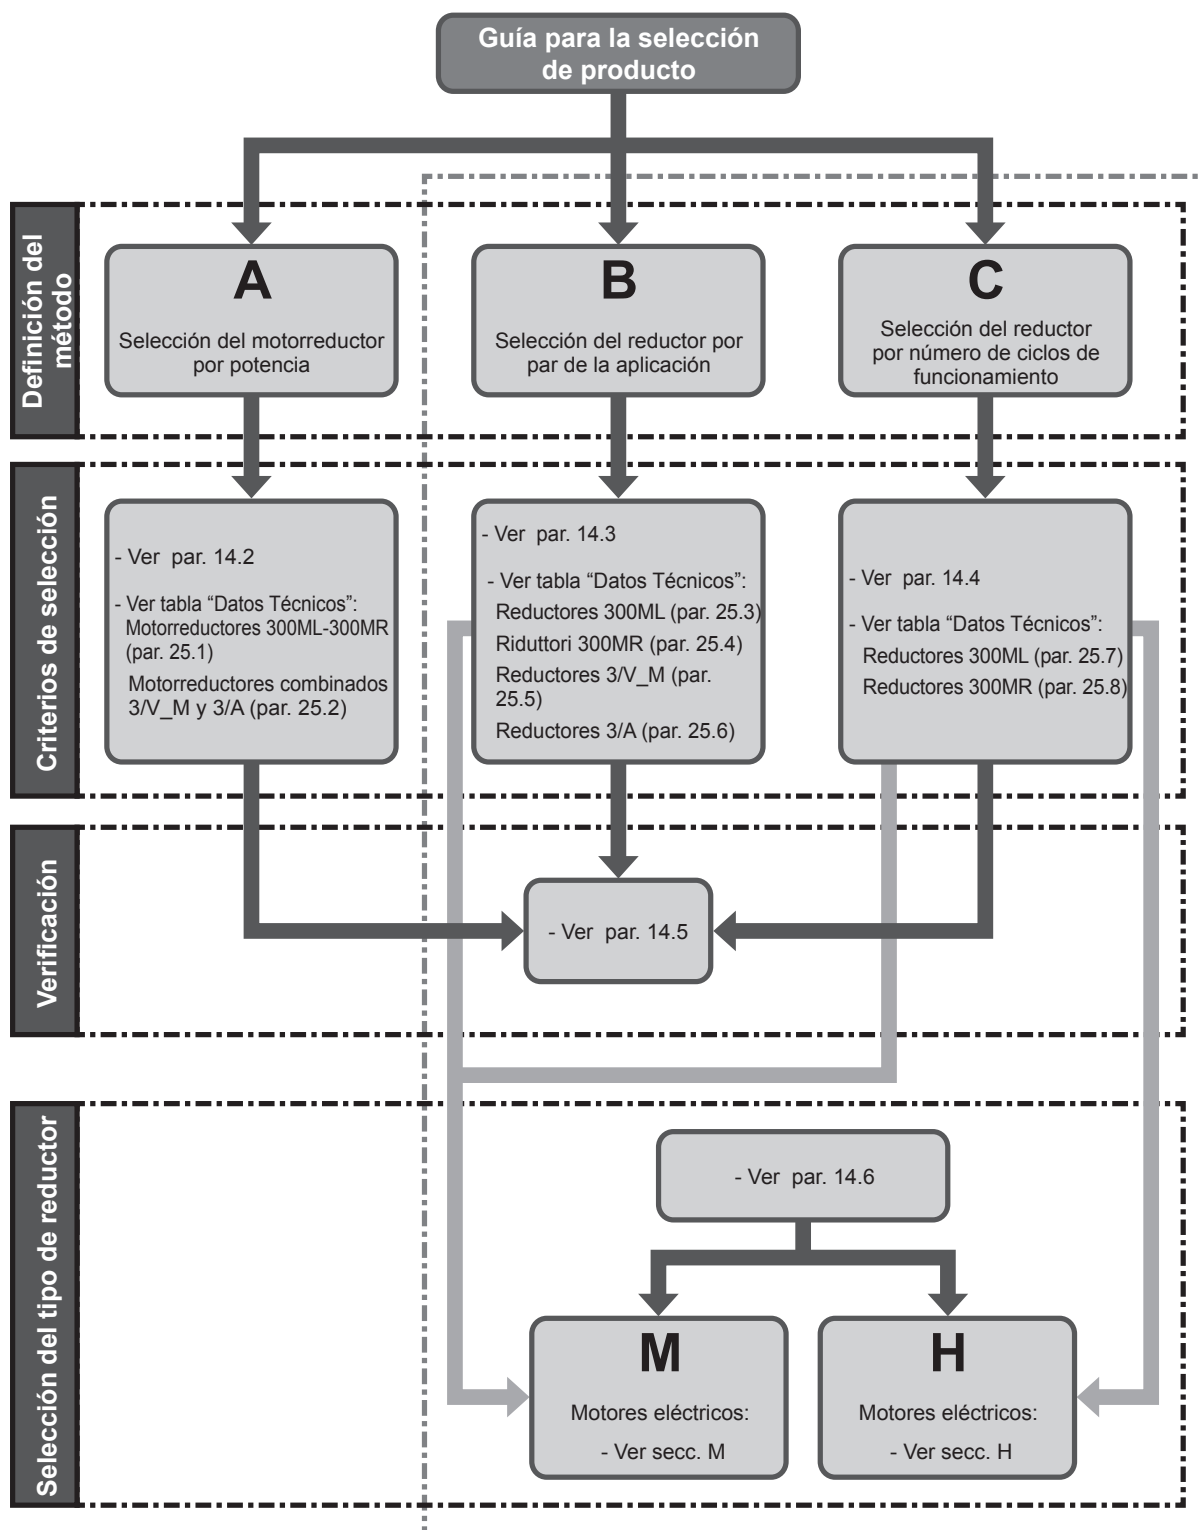 Guía para la selección
de producto
Definición del
método
A
Selección del motorreductor
por potencia
B
Selección del reductor por
par de la aplicación
C
Selección del reductor
por número de ciclos de
funcionamiento
Criterios de selección
- Ver par. 14.2
- Ver tabla “Datos Técnicos”:
Motorreductores 300ML-300MR
(par. 25.1)
Motorreductores combinados
3/V_M y 3/A (par. 25.2)
- Ver par. 14.3
- Ver tabla “Datos Técnicos”:
Reductores 300ML (par. 25.3)
Riduttori 300MR (par. 25.4)
Reductores 3/V_M (par.
25.5)
Reductores 3/A (par. 25.6)
- Ver par. 14.4
- Ver tabla “Datos Técnicos”:
Reductores 300ML (par. 25.7)
Reductores 300MR (par. 25.8)
Verificación
- Ver par. 14.5
Selección del tipo de reductor
- Ver par. 14.6
M
Motores eléctricos:
- Ver secc. M
H
Motores eléctricos:
- Ver secc. H